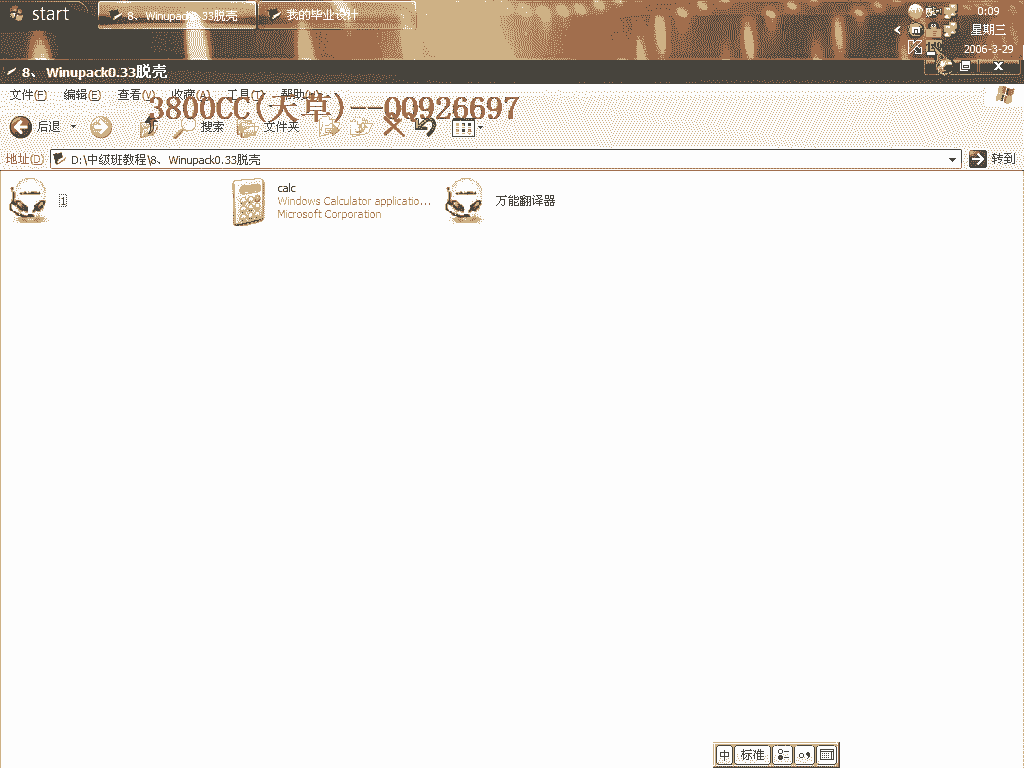 start
8、Winupack0.33脱壳
我的毕业设计
0:09
星期三
2006-3-29
8、Winupack0.33脱壳
文件(F) 编辑(E) 查看(V) 收藏(A) 工具(T) 帮助
3800CC(天草)--QQ926697
后退 搜索 文件夹
地址(D) D:\中级班教程\8、Winupack0.33脱壳 转到
1
calc
Windows Calculator applicatio...
Microsoft Corporation
万能翻译器
中 标准